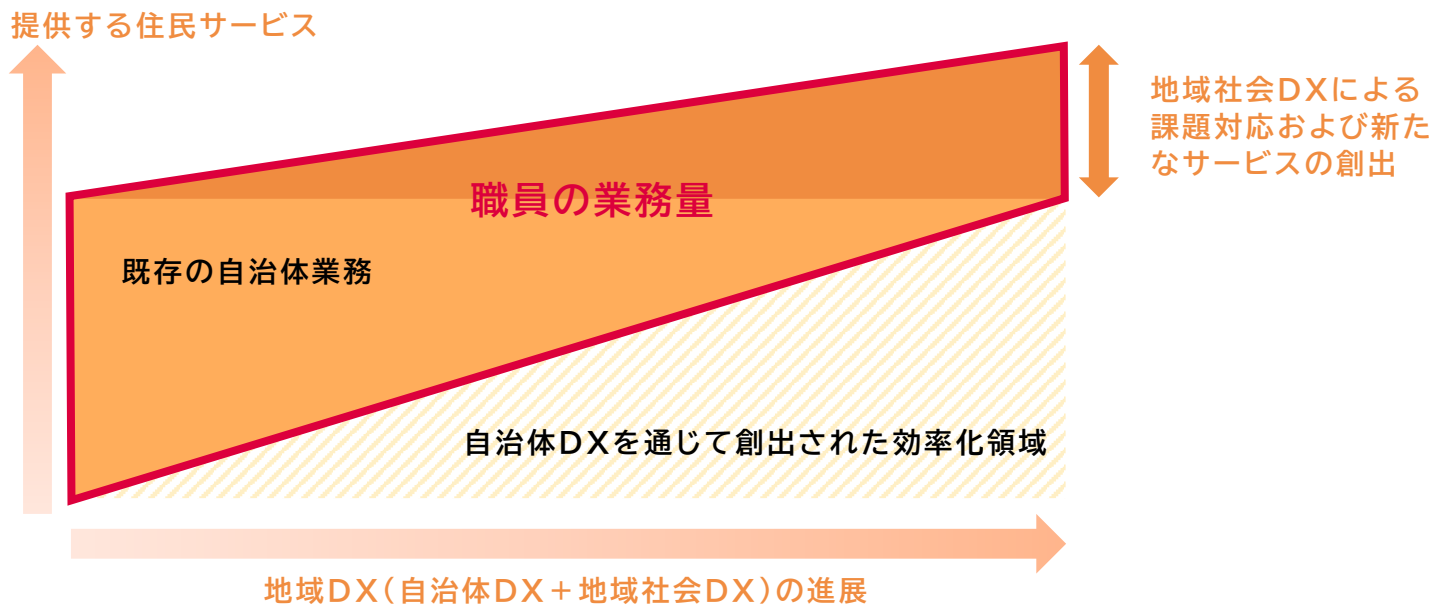 提供する住民サービス
地域社会DXによる
課題対応および新た
なサービスの創出
職員の業務量
既存の自治体業務
自治体DXを通じて創出された効率化領域
地域DX(自治体DX+地域社会DX)の進展